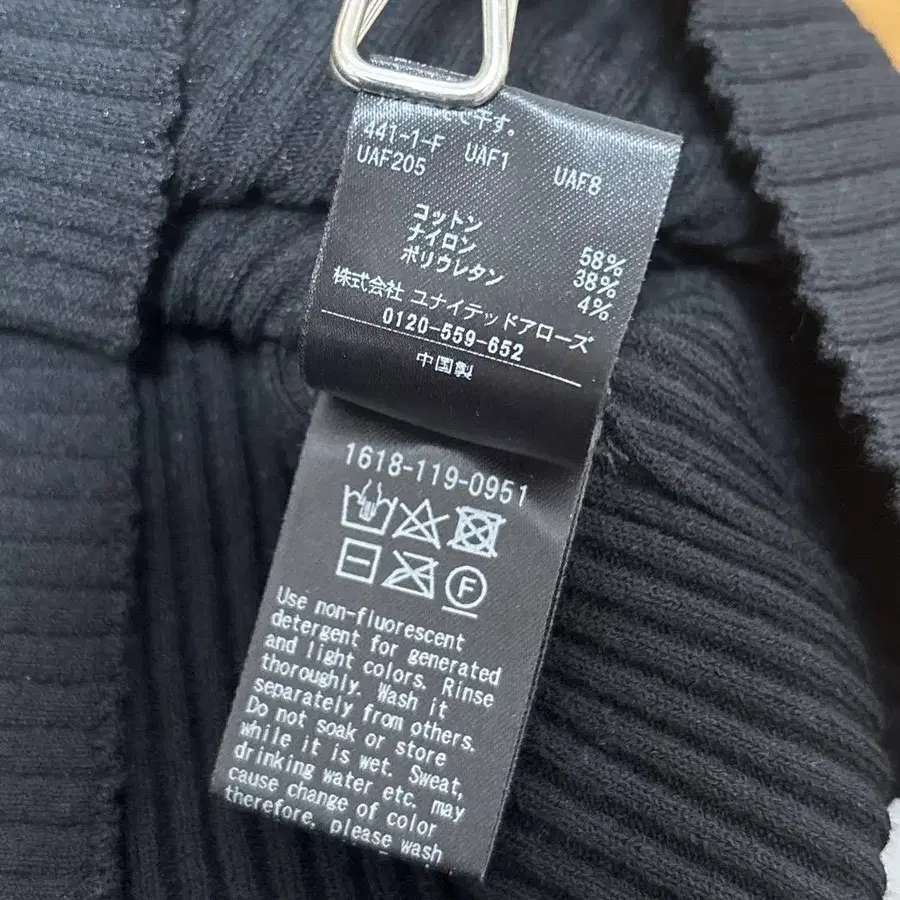 て干す。
441-1-F UAF1 UAF8
UAF205
コットン 58%
ナイロン 38%
ポリウレタン 4%
株式会社 ユナイテッドアローズ
0120-559-652
中国製
1618-119-0951
F
Use non-fluorescent
detergent for generated
and light colors. Rinse
thoroughly. Wash it
separately from others.
Do not soak or store
while it is wet. Sweat,
drinking water etc. may
cause change of color
therefore, please wash